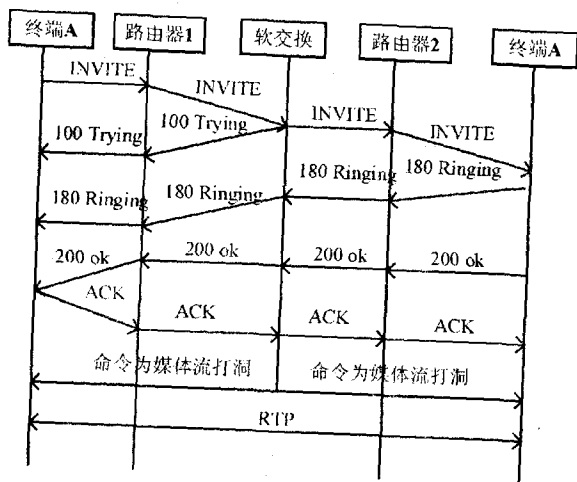 终端A 路由器1 软交换 路由器2 终端A
INVITE
INVITE
INVITE
INVITE
100 Trying
100 Trying
180 Ringing
180 Ringing
180 Ringing
180 Ringing
200 ok 200 ok 200 ok 200 ok
ACK
ACK ACK ACK
命令为媒体流打洞 命令为媒体流打洞
RTP